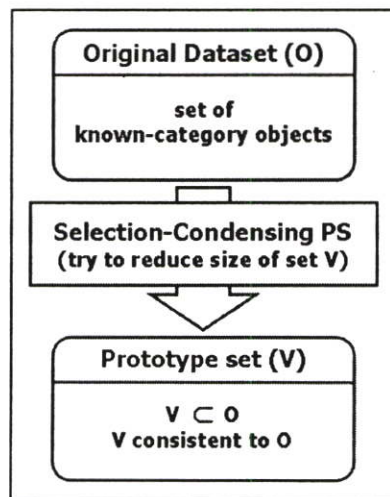 Original Dataset (O)
set of
known-category objects
Selection-Condensing PS
(try to reduce size of set V)
Prototype set (V)
V ⊂ O
V consistent to O